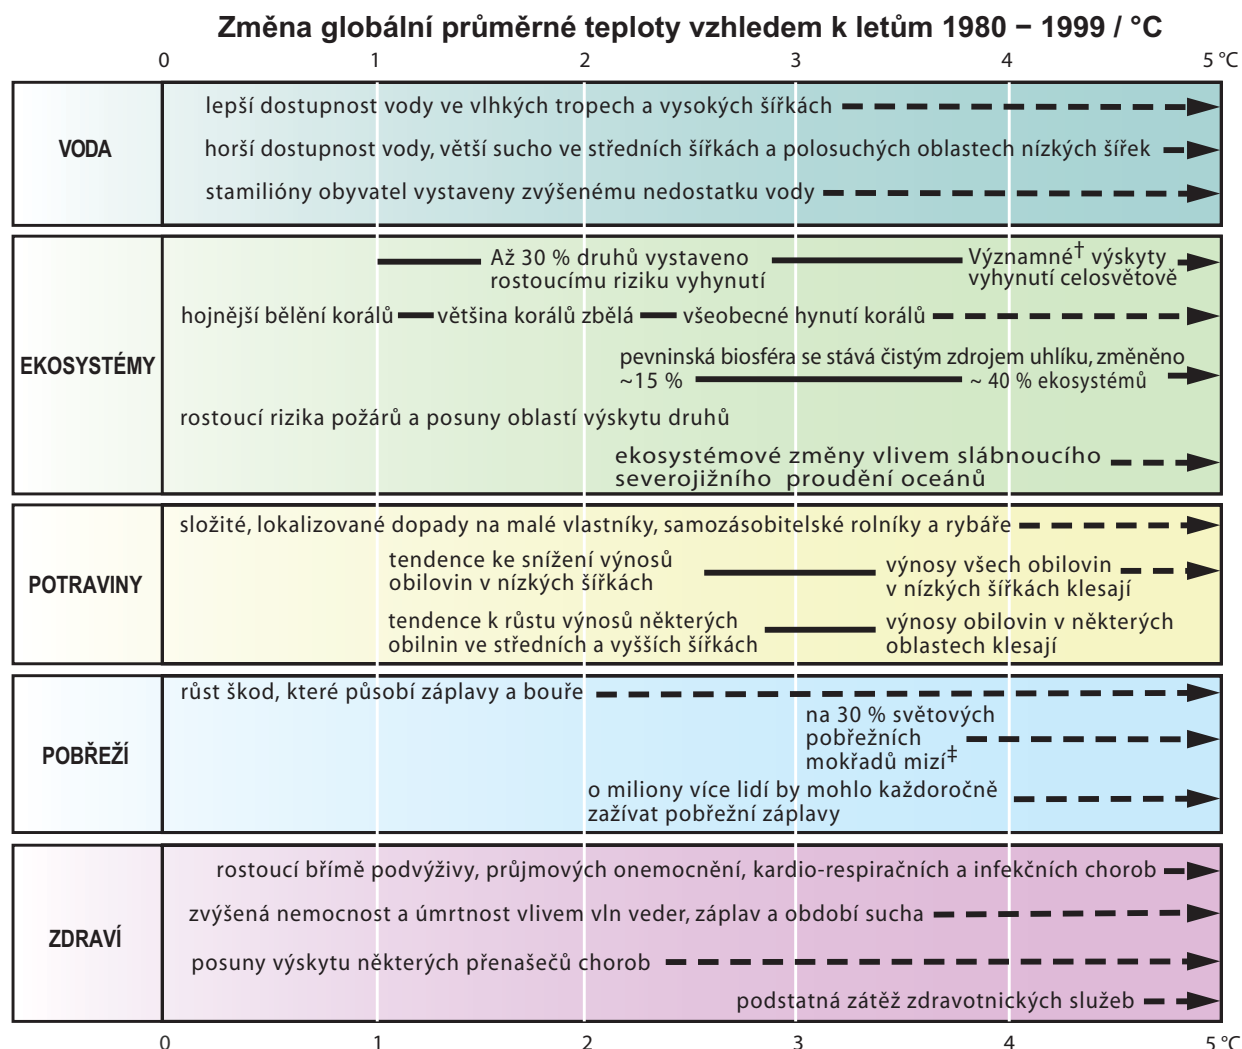 Změna globální průměrné teploty vzhledem k letům 1980 − 1999 / °C
0 1 2 3 4 5 °C
VODA
lepší dostupnost vody ve vlhkých tropech a vysokých šířkách
horší dostupnost vody, větší sucho ve středních šířkách a polosuchých oblastech nízkých šířek
stamilióny obyvatel vystaveny zvýšenému nedostatku vody
EKOSYSTÉMY
Až 30 % druhů vystaveno
rostoucímu riziku vyhynutí
Významné† výskyty
vyhynutí celosvětově
hojnější bělění korálů většina korálů zbělá všeobecné hynutí korálů
pevninská biosféra se stává čistým zdrojem uhlíku, změněno
~15 % ~ 40 % ekosystémů
rostoucí rizika požárů a posuny oblastí výskytu druhů
ekosystémové změny vlivem slábnoucího
severojižního proudění oceánů
POTRAVINY
složité, lokalizované dopady na malé vlastníky, samozásobitelské rolníky a rybáře
tendence ke snížení výnosů
obilovin v nízkých šířkách
výnosy všech obilovin
v nízkých šířkách klesají
tendence k růstu výnosů některých
obilnin ve středních a vyšších šířkách
výnosy obilovin v některých
oblastech klesají
POBŘEŽÍ
růst škod, které působí záplavy a bouře
na 30 % světových
pobřežních
mokřadů mizí‡
o miliony více lidí by mohlo každoročně
zažívat pobřežní záplavy
ZDRAVÍ
rostoucí břímě podvýživy, průjmových onemocnění, kardio-respiračních a infekčních chorob
zvýšená nemocnost a úmrtnost vlivem vln veder, záplav a období sucha
posuny výskytu některých přenašečů chorob
podstatná zátěž zdravotnických služeb
0 1 2 3 4 5 °C